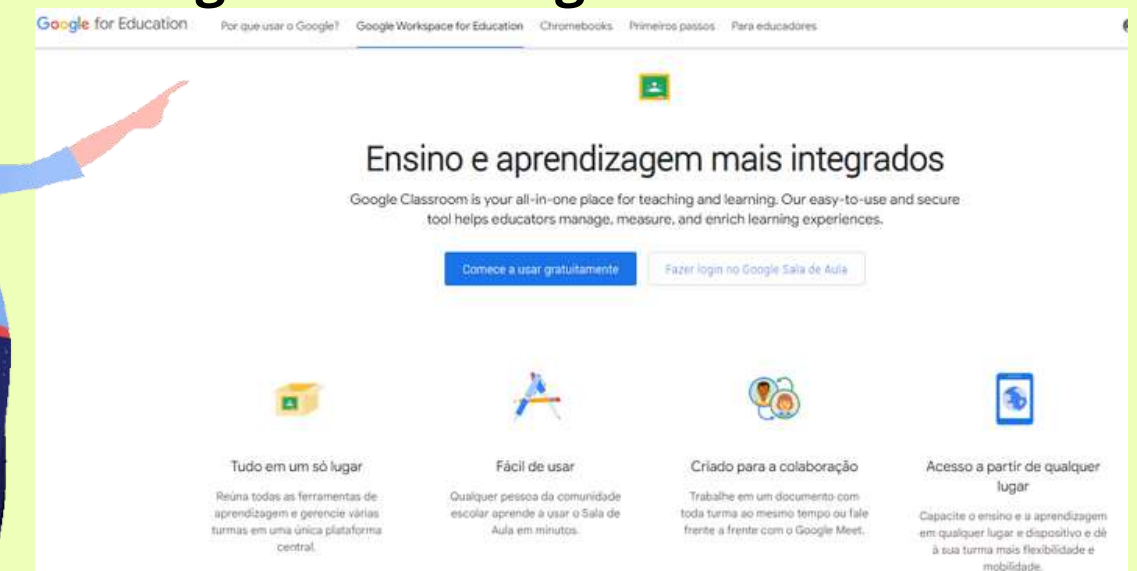 Google for Education Por que usar o Google? Google Workspace for Education Chromebooks Primeiros passos Para educadores
Ensino e aprendizagem mais integrados
Google Classroom is your all-in-one place for teaching and learning. Our easy-to-use and secure
tool helps educators manage, measure, and enrich learning experiences.
Comece a usar gratuitamente Fazer login no Google Sala de Aula
Tudo em um só lugar
Reúna todas as ferramentas de
aprendizagem e gerencie várias
turmas em uma única plataforma
central.
Fácil de usar
Qualquer pessoa da comunidade
escolar aprende a usar o Sala de
Aula em minutos.
Criado para a colaboração
Trabalhe em um documento com
toda turma ao mesmo tempo ou fale
frente a frente com o Google Meet.
Acesso a partir de qualquer
lugar
Capacite o ensino e a aprendizagem
em qualquer lugar e dispositivo e dê
à sua turma mais flexibilidade e
mobilidade.